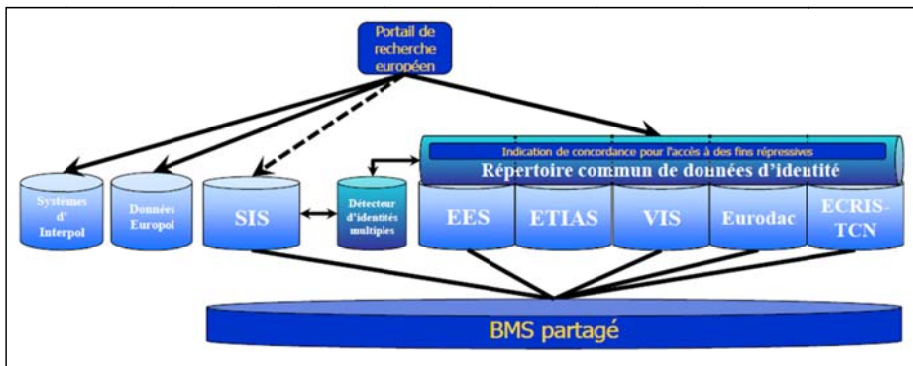 Portail de
recherche
européen
Indication de concordance pour l'accès à des fins répressives
Répertoire commun de données d'identité
Systèmes
d'
Interpol
Données
Europol
SIS
Détecteur
d'identités
multiples
EES
ETIAS
VIS
Eurodac
ECRIS-
TCN
BMS partagé